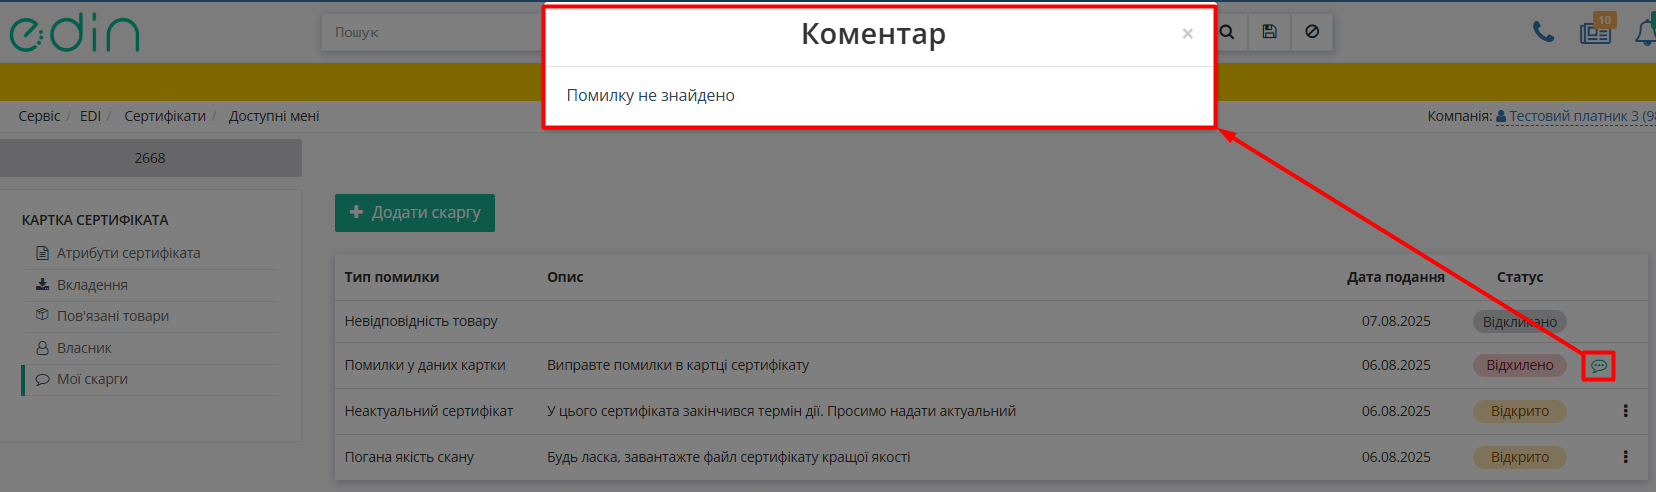 edin
Пошук
10
Коментар
×
Помилку не знайдено
Сервіс / EDI / Сертифікати / Доступні мені
Компанія: Тестовий платник 3 (98
2668
КАРТКА СЕРТИФІКАТА
Атрибути сертифіката
Вкладення
Пов'язані товари
Власник
Мої скарги
Додати скаргу
Тип помилки Опис Дата подання Статус
Невідповідність товару 07.08.2025 Відкликано
Помилки у даних картки Виправте помилки в картці сертифікату 06.08.2025 Відхилено
Неактуальний сертифікат У цього сертифіката закінчився термін дії. Просимо надати актуальний 06.08.2025 Відкрито
Погана якість скану Будь ласка, завантажте файл сертифікату кращої якості 06.08.2025 Відкрито